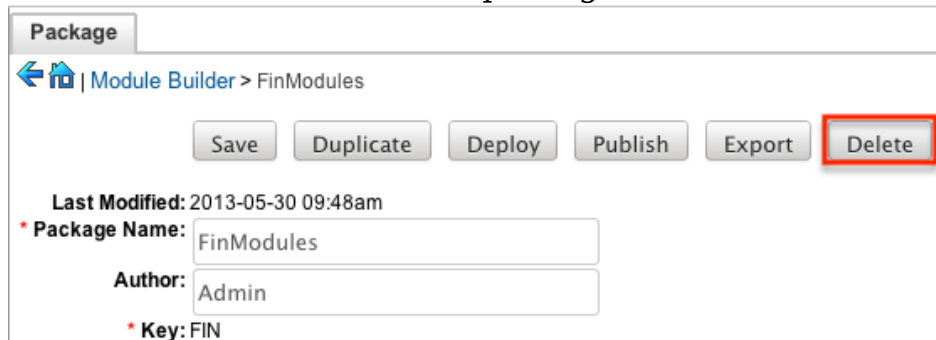 Package
| Module Builder > FinModules
Save Duplicate Deploy Publish Export Delete
Last Modified: 2013-05-30 09:48am
* Package Name: FinModules
Author: Admin
* Key: FIN